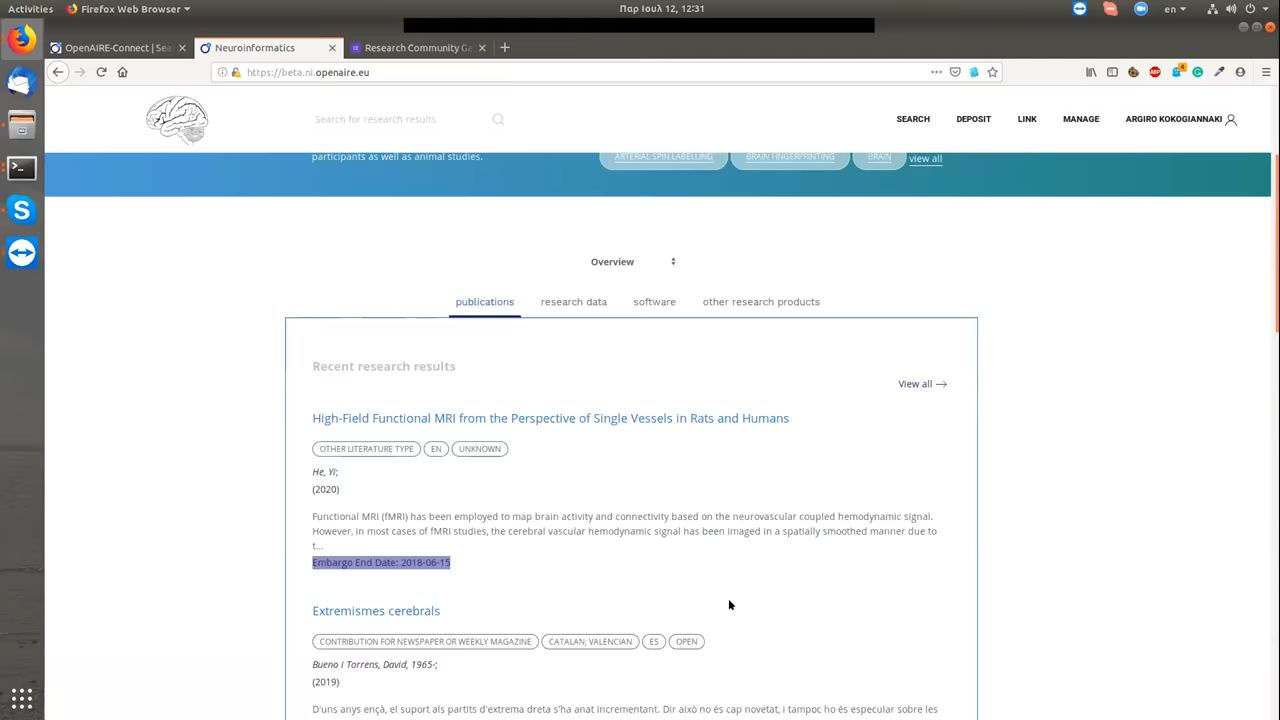 Activities Firefox Web Browser Παρ Ιουλ 12, 12:31 en
OpenAIRE-Connect | Sea Neuroinformatics Research Community Ga
https://beta.ni.openaire.eu 4
Search for research results SEARCH DEPOSIT LINK MANAGE ARGIRO KOKOGIANNAKI
participants as well as animal studies. ARTERIAL SPIN LABELLING BRAIN FINGERPRINTING BRAIN view all
Overview
publications research data software other research products
Recent research results
View all
High-Field Functional MRI from the Perspective of Single Vessels in Rats and Humans
OTHER LITERATURE TYPE EN UNKNOWN
He, Yi;
(2020)
Functional MRI (fMRI) has been employed to map brain activity and connectivity based on the neurovascular coupled hemodynamic signal.
However, in most cases of fMRI studies, the cerebral vascular hemodynamic signal has been imaged in a spatially smoothed manner due to
t...
Embargo End Date: 2018-06-15
Extremismes cerebrals
CONTRIBUTION FOR NEWSPAPER OR WEEKLY MAGAZINE CATALAN; VALENCIAN ES OPEN
Bueno i Torrens, David, 1965-;
(2019)
D'uns anys ençà, el suport als partits d'extrema dreta s'ha anat incrementant. Dir això no és cap novetat, i tampoc ho és especular sobre les